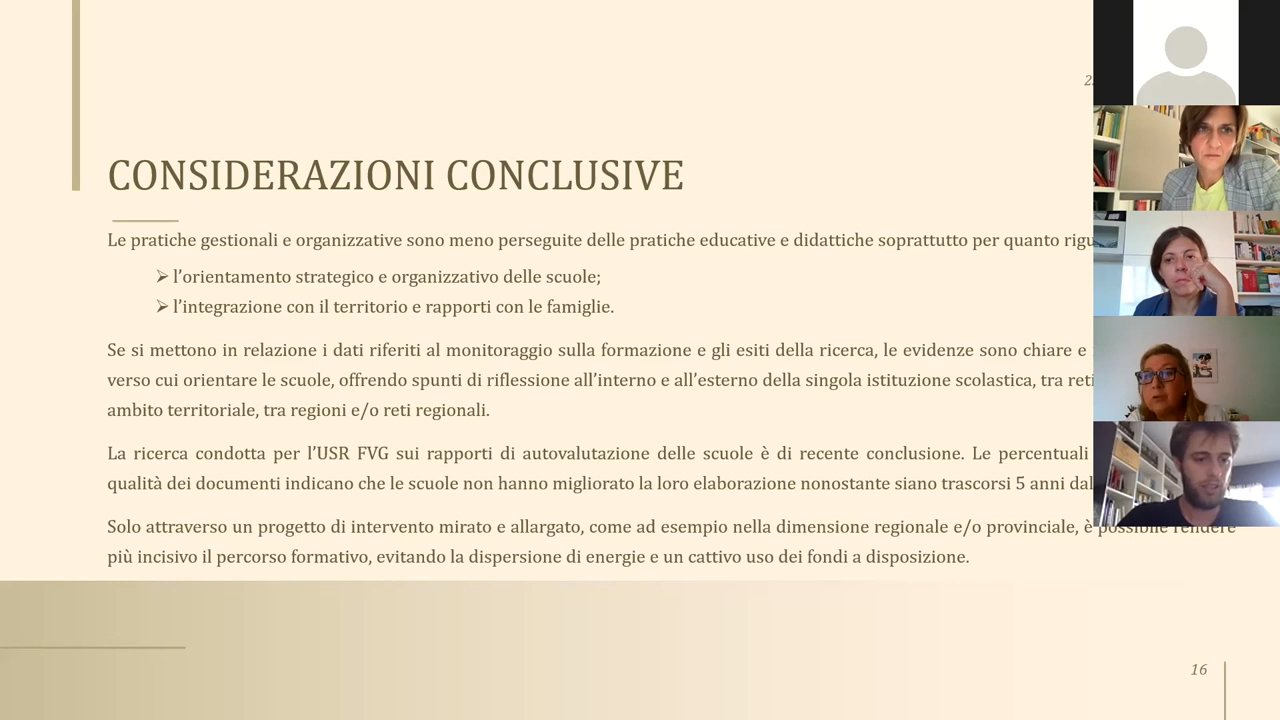 CONSIDERAZIONI CONCLUSIVE
Le pratiche gestionali e organizzative sono meno perseguite delle pratiche educative e didattiche soprattutto per quanto
➢ l’orientamento strategico e organizzativo delle scuole;
➢ l’integrazione con il territorio e rapporti con le famiglie.
Se si mettono in relazione i dati riferiti al monitoraggio sulla formazione e gli esiti della ricerca, le evidenze sono chiare e
verso cui orientare le scuole, offrendo spunti di riflessione all’interno e all’esterno della singola istituzione scolastica, tra reti
ambito territoriale, tra regioni e/o reti regionali.
La ricerca condotta per l’USR FVG sui rapporti di autovalutazione delle scuole è di recente conclusione. Le percentuali
qualità dei documenti indicano che le scuole non hanno migliorato la loro elaborazione nonostante siano trascorsi 5 anni
Solo attraverso un progetto di intervento mirato e allargato, come ad esempio nella dimensione regionale e/o provinciale, è possibile rendere
più incisivo il percorso formativo, evitando la dispersione di energie e un cattivo uso dei fondi a disposizione.
16